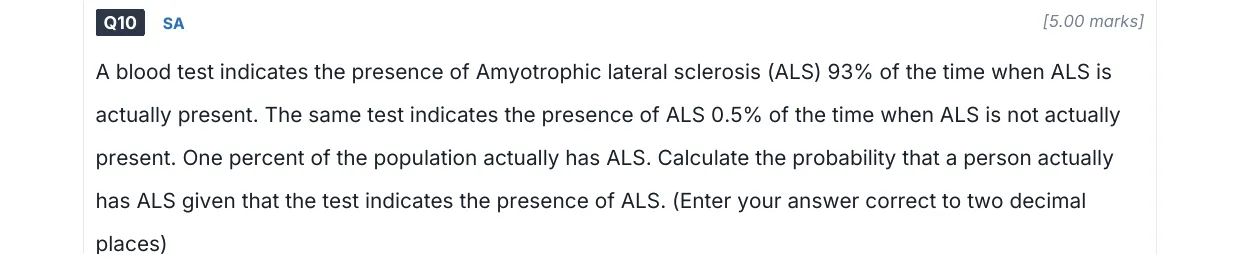 Q10 SA [5.00 marks]
A blood test indicates the presence of Amyotrophic lateral sclerosis (ALS) 93% of the time when ALS is
actually present. The same test indicates the presence of ALS 0.5% of the time when ALS is not actually
present. One percent of the population actually has ALS. Calculate the probability that a person actually
has ALS given that the test indicates the presence of ALS. (Enter your answer correct to two decimal
places)